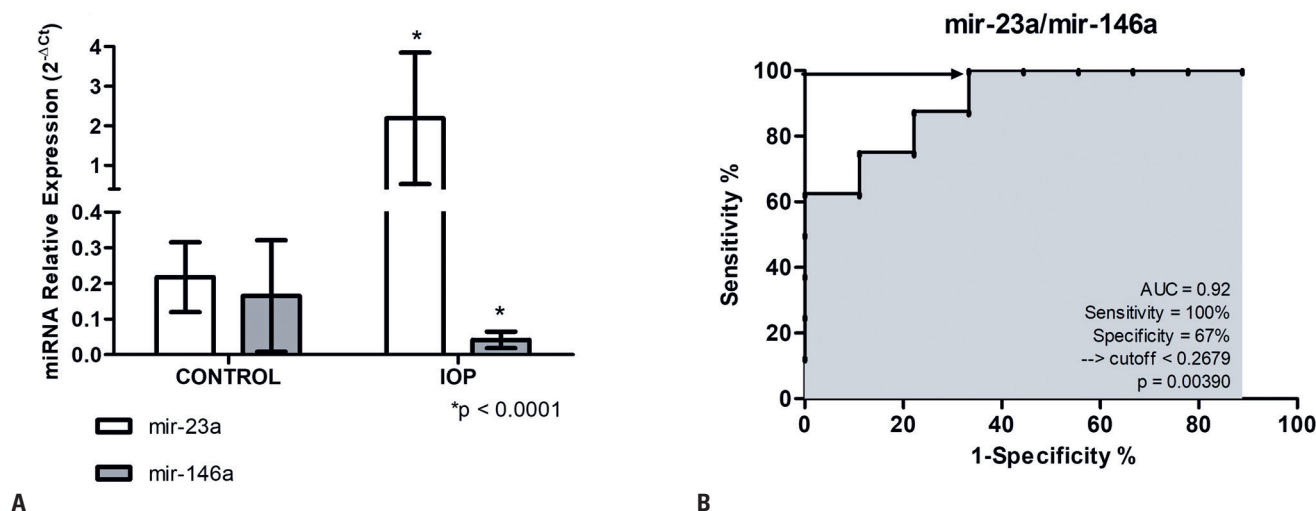 miRNA Relative Expression (2-ΔCt)
4
3
2
1
0.4
0.3
0.2
0.1
0.0
*
*
CONTROL
IOP
*p < 0.0001
mir-23a
mir-146a
A
mir-23a/mir-146a
Sensitivity %
100
80
60
40
20
0
AUC = 0.92
Sensitivity = 100%
Specificity = 67%
--> cutoff < 0.2679
p = 0.00390
0
20
40
60
80
100
1-Specificity %
B